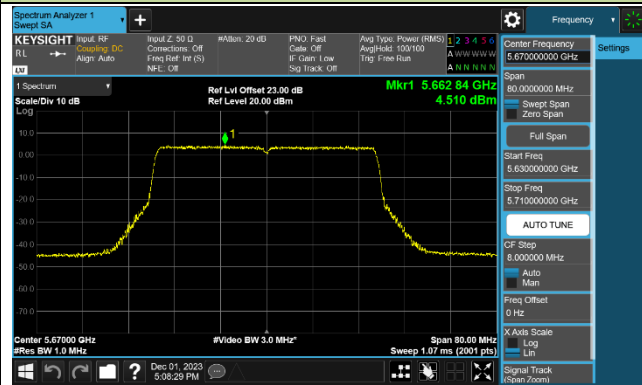 Spectrum Analyzer 1
Swept SA
Frequency
KEYSIGHT
RL
LXI
Input: RF
Coupling: DC
Align: Auto
Input Z: 50 Ω
Corrections: Off
Freq Ref: Int (S)
NFE: Off
#Atten: 20 dB
PNO: Fast
Gate: Off
IF Gain: Low
Sig Track: Off
Avg Type: Power (RMS)
Avg|Hold: 100/100
Trig: Free Run
1 2 3 4 5 6
A W W W W W
A N N N N N
1 Spectrum
Scale/Div 10 dB
Ref Lvl Offset 23.00 dB
Ref Level 20.00 dBm
Mkr1 5.662 84 GHz
4.510 dBm
Log
10.0
0.00
-10.0
-20.0
-30.0
-40.0
-50.0
-60.0
-70.0
1
Center 5.67000 GHz
#Res BW 1.0 MHz
#Video BW 3.0 MHz*
Span 80.00 MHz
Sweep 1.07 ms (2001 pts)
Dec 01, 2023
5:08:29 PM
Center Frequency
5.670000000 GHz
Span
80.0000000 MHz
Swept Span
Zero Span
Full Span
Start Freq
5.630000000 GHz
Stop Freq
5.710000000 GHz
AUTO TUNE
CF Step
8.000000 MHz
Auto
Man
Freq Offset
0 Hz
X Axis Scale
Log
Lin
Signal Track
(Span Zoom)
Settings